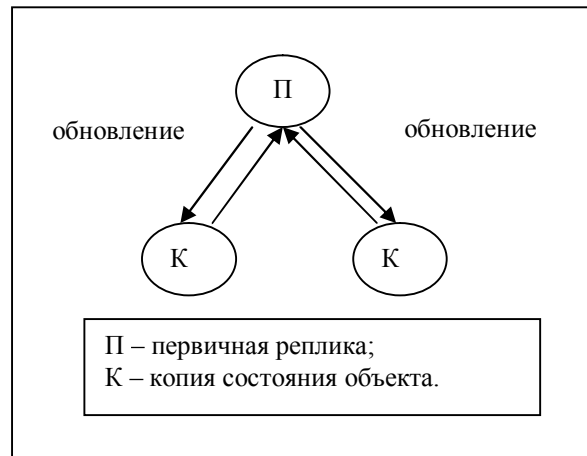 П
обновление
обновление
К
К
П – первичная реплика;
К – копия состояния объекта.